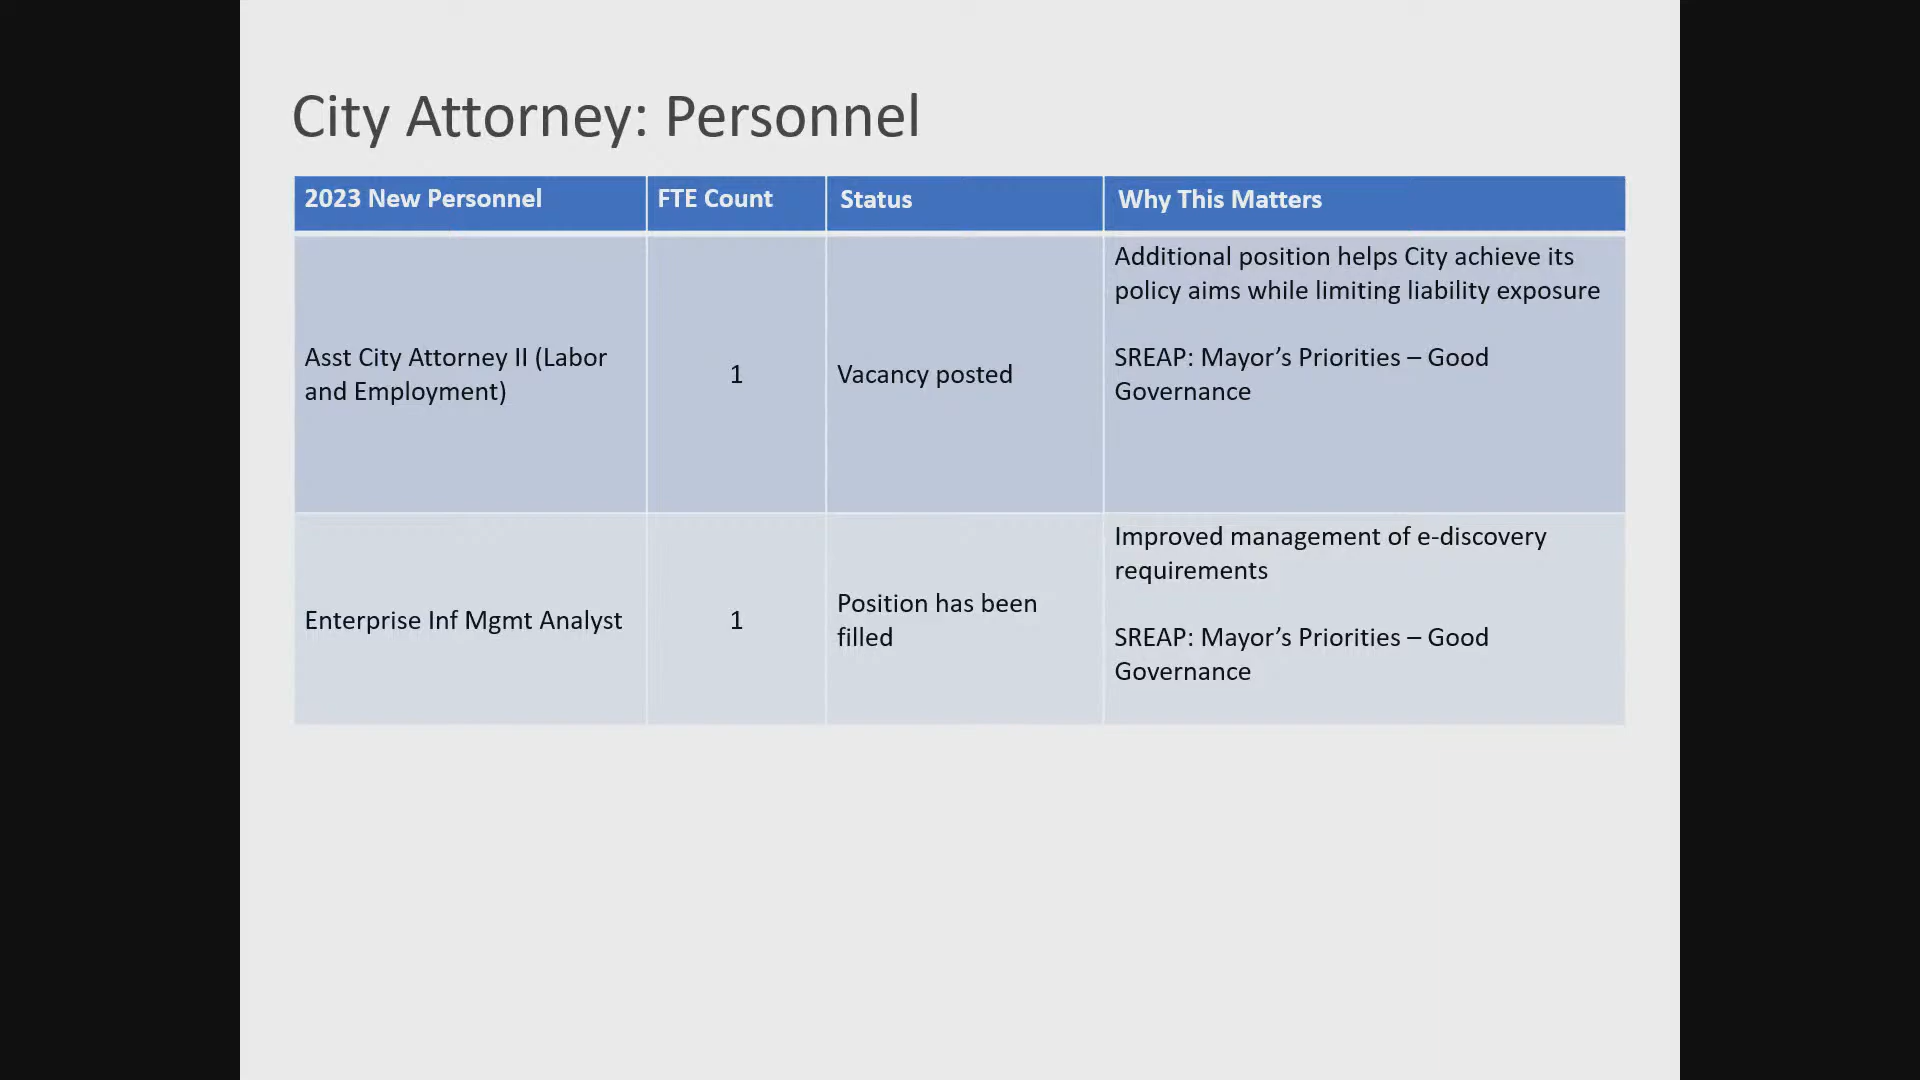 City Attorney: Personnel
2023 New Personnel
FTE Count
Status
Why This Matters
Asst City Attorney II (Labor
and Employment)
1
Vacancy posted
Additional position helps City achieve its
policy aims while limiting liability exposure
SREAP: Mayor’s Priorities – Good
Governance
Enterprise Inf Mgmt Analyst
1
Position has been
filled
Improved management of e-discovery
requirements
SREAP: Mayor’s Priorities – Good
Governance